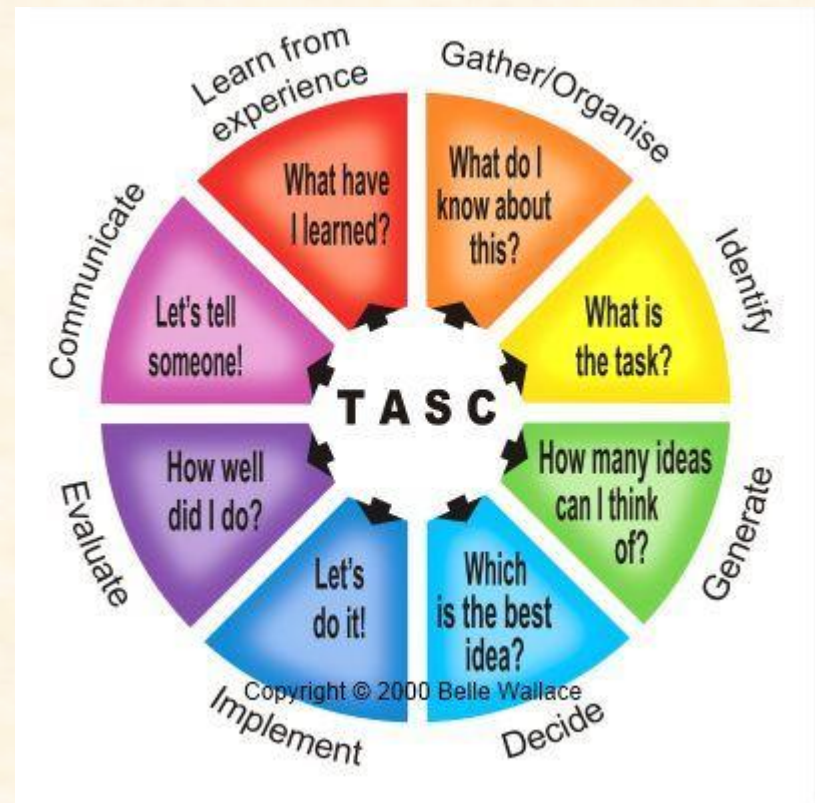 Gather/Organise
What do I
know about
this?
Identify
What is
the task?
Generate
How many ideas
can I think
of?
Decide
Which
is the best
idea?
Implement
Let's
do it!
Evaluate
How well
did I do?
Communicate
Let's tell
someone!
Learn from
experience
What have
I learned?
T A S C
Copyright © 2000 Belle Wallace